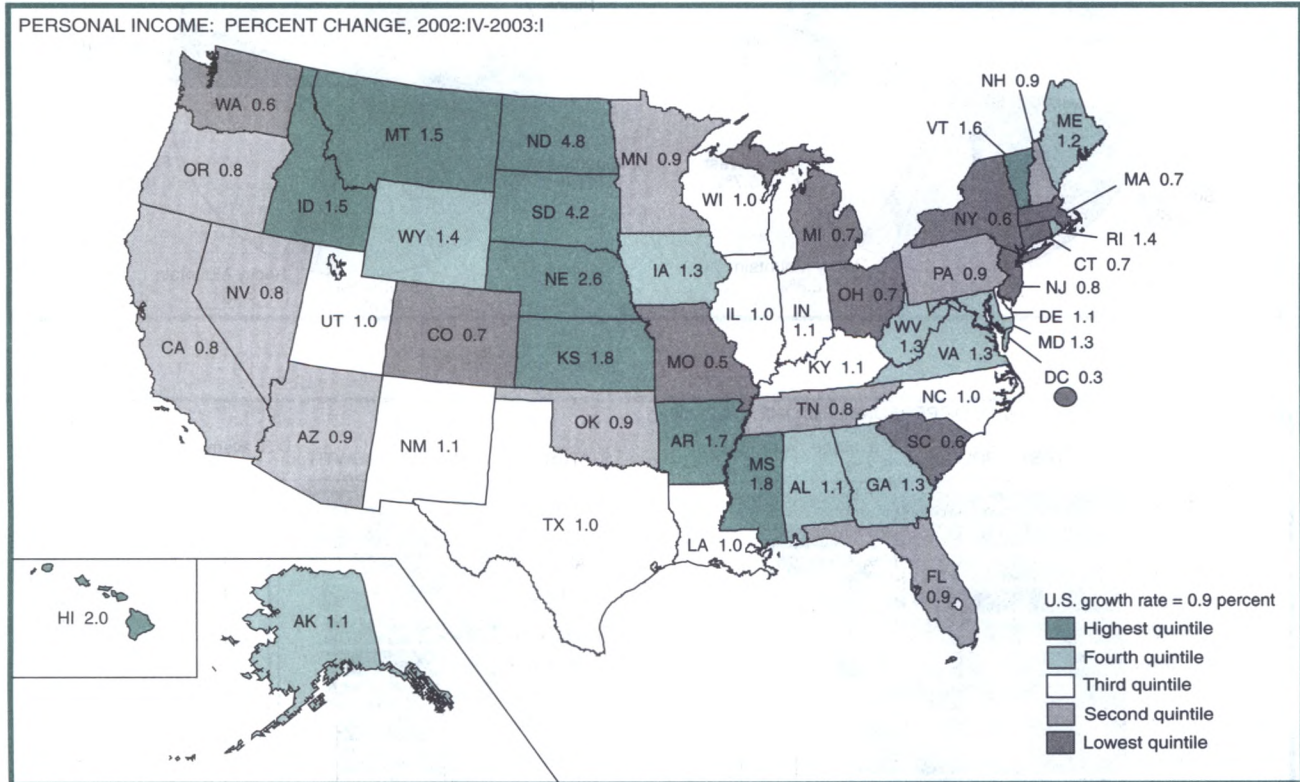 PERSONAL INCOME: PERCENT CHANGE, 2002:IV-2003:I
NH 0.9
WA 0.6
MT 1.5
ND 4.8
MN 0.9
VT 1.6
ME
1.2
OR 0.8
ID 1.5
SD 4.2
WI 1.0
MI 0.7
NY 0.6
MA 0.7
WY 1.4
RI 1.4
CT 0.7
NV 0.8
NE 2.6
IA 1.3
PA 0.9
NJ 0.8
UT 1.0
CO 0.7
IL 1.0
IN
1.1
OH 0.7
WV
1.3
DE 1.1
MD 1.3
CA 0.8
KS 1.8
MO 0.5
KY 1.1
VA 1.3
DC 0.3
AZ 0.9
NM 1.1
OK 0.9
AR 1.7
TN 0.8
NC 1.0
SC 0.6
MS
1.8
AL 1.1
GA 1.3
TX 1.0
LA 1.0
FL
0.9
HI 2.0
AK 1.1
U.S. growth rate = 0.9 percent
Highest quintile
Fourth quintile
Third quintile
Second quintile
Lowest quintile